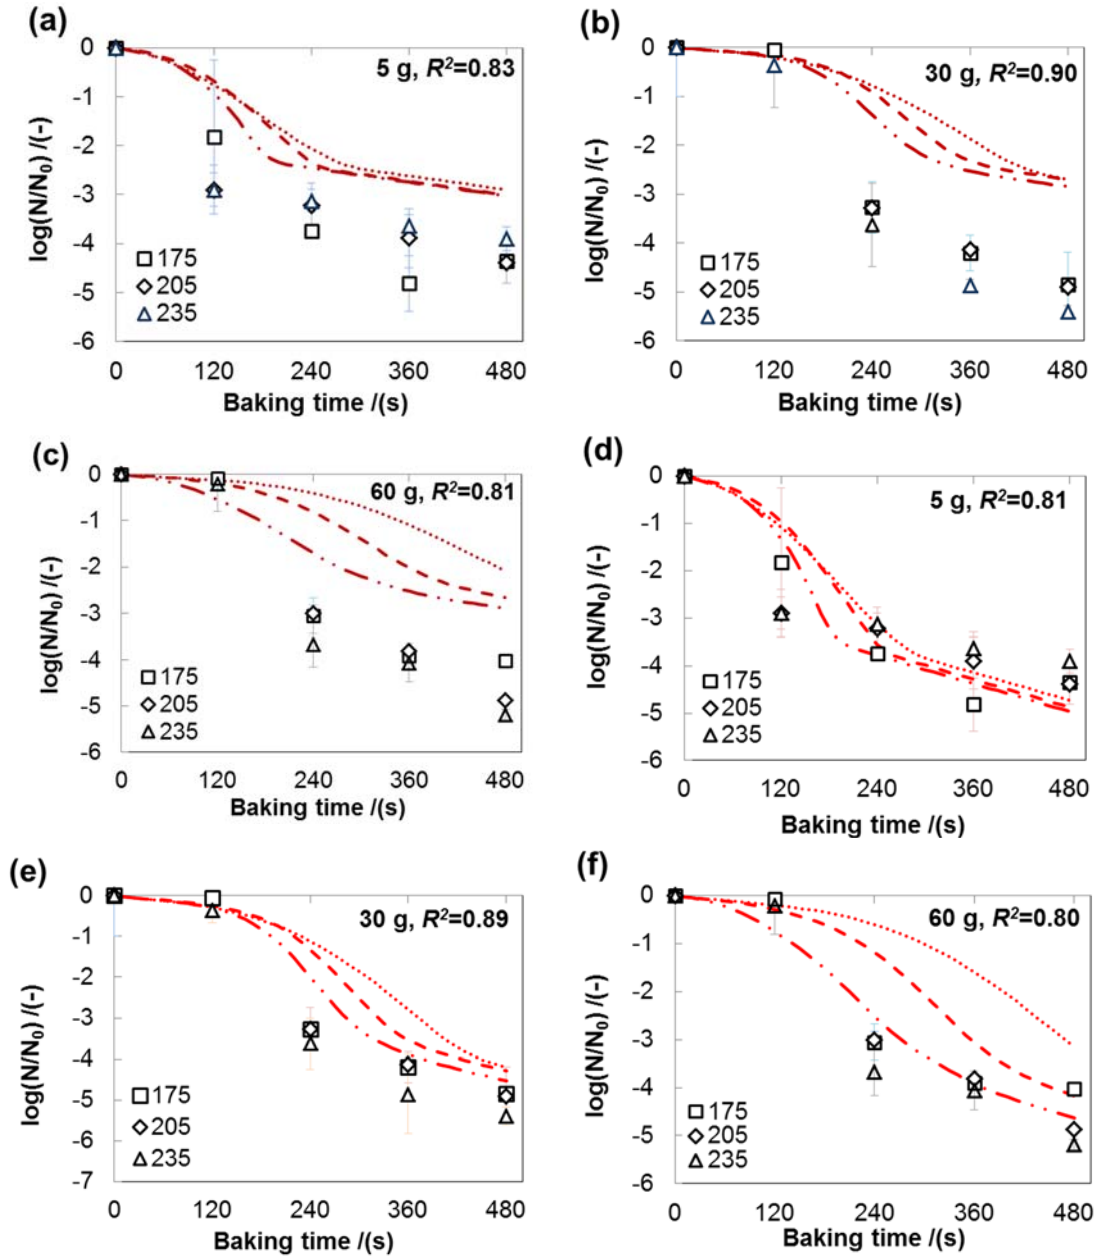 (a)
0
-1
-2
-3
-4
-5
-6
log(N/N0) /(-)
5 g, R²=0.83
175
205
235
0 120 240 360 480
Baking time /(s)
(b)
0
-1
-2
-3
-4
-5
-6
log(N/N0) /(-)
30 g, R²=0.90
175
205
235
0 120 240 360 480
Baking time /(s)
(c)
0
-1
-2
-3
-4
-5
-6
log(N/N0) /(-)
60 g, R²=0.81
175
205
235
0 120 240 360 480
Baking time /(s)
(d)
0
-1
-2
-3
-4
-5
-6
log(N/N0) /(-)
5 g, R²=0.81
175
205
235
0 120 240 360 480
Baking time /(s)
(e)
0
-1
-2
-3
-4
-5
-6
-7
log(N/N0) /(-)
30 g, R²=0.89
175
205
235
0 120 240 360 480
Baking time /(s)
(f)
0
-1
-2
-3
-4
-5
-6
log(N/N0) /(-)
60 g, R²=0.80
175
205
235
0 120 240 360 480
Baking time /(s)